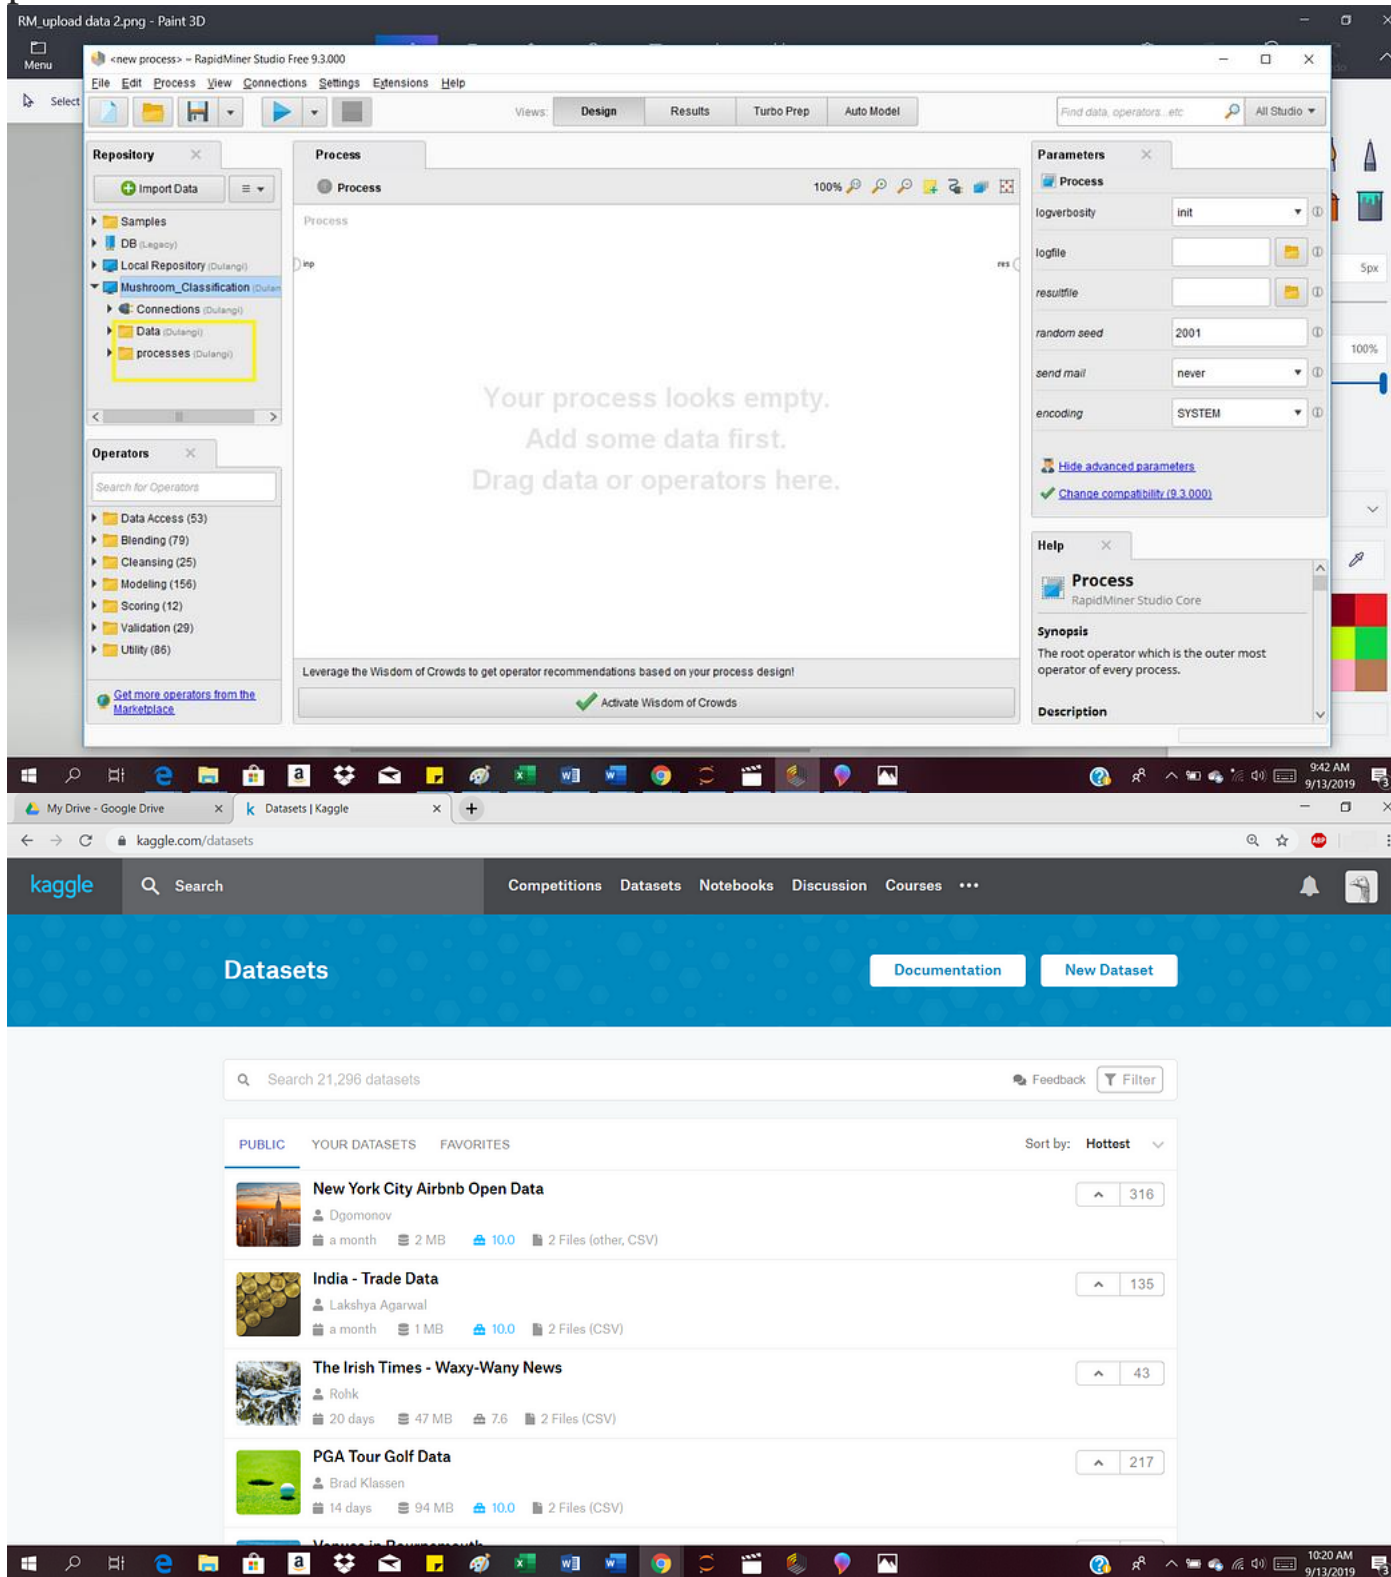 RM_upload data 2.png - Paint 3D
Menu
Select
<new process> – RapidMiner Studio Free 9.3.000
File Edit Process View Connections Settings Extensions Help
Views: Design Results Turbo Prep Auto Model
Find data, operators...etc All Studio
Repository
Import Data
Samples
DB (Legacy)
Local Repository (Dulangi)
Mushroom_Classification (Dulan
Connections (Dulangi)
Data (Dulangi)
processes (Dulangi)
Operators
Search for Operators
Data Access (53)
Blending (79)
Cleansing (25)
Modeling (156)
Scoring (12)
Validation (29)
Utility (86)
Get more operators from the
Marketplace
Process
Process
100%
Process
inp
res
Your process looks empty.
Add some data first.
Drag data or operators here.
Leverage the Wisdom of Crowds to get operator recommendations based on your process design!
Activate Wisdom of Crowds
Parameters
Process
logverbosity init
logfile
resultfile
random seed 2001
send mail never
encoding SYSTEM
Hide advanced parameters
Change compatibility (9.3.000)
Help
Process
RapidMiner Studio Core
Synopsis
The root operator which is the outer most
operator of every process.
Description
5px
100%
9:42 AM
9/13/2019
My Drive - Google Drive
Datasets | Kaggle
kaggle.com/datasets
ABP
kaggle
Search
Competitions Datasets Notebooks Discussion Courses •••
Datasets
Documentation
New Dataset
Search 21,296 datasets
Feedback
Filter
PUBLIC YOUR DATASETS FAVORITES
Sort by: Hottest
New York City Airbnb Open Data
316
Dgomonov
a month 2 MB 10.0 2 Files (other, CSV)
India - Trade Data
135
Lakshya Agarwal
a month 1 MB 10.0 2 Files (CSV)
The Irish Times - Waxy-Wany News
43
Rohk
20 days 47 MB 7.6 2 Files (CSV)
PGA Tour Golf Data
217
Brad Klassen
14 days 94 MB 10.0 2 Files (CSV)
10:20 AM
9/13/2019